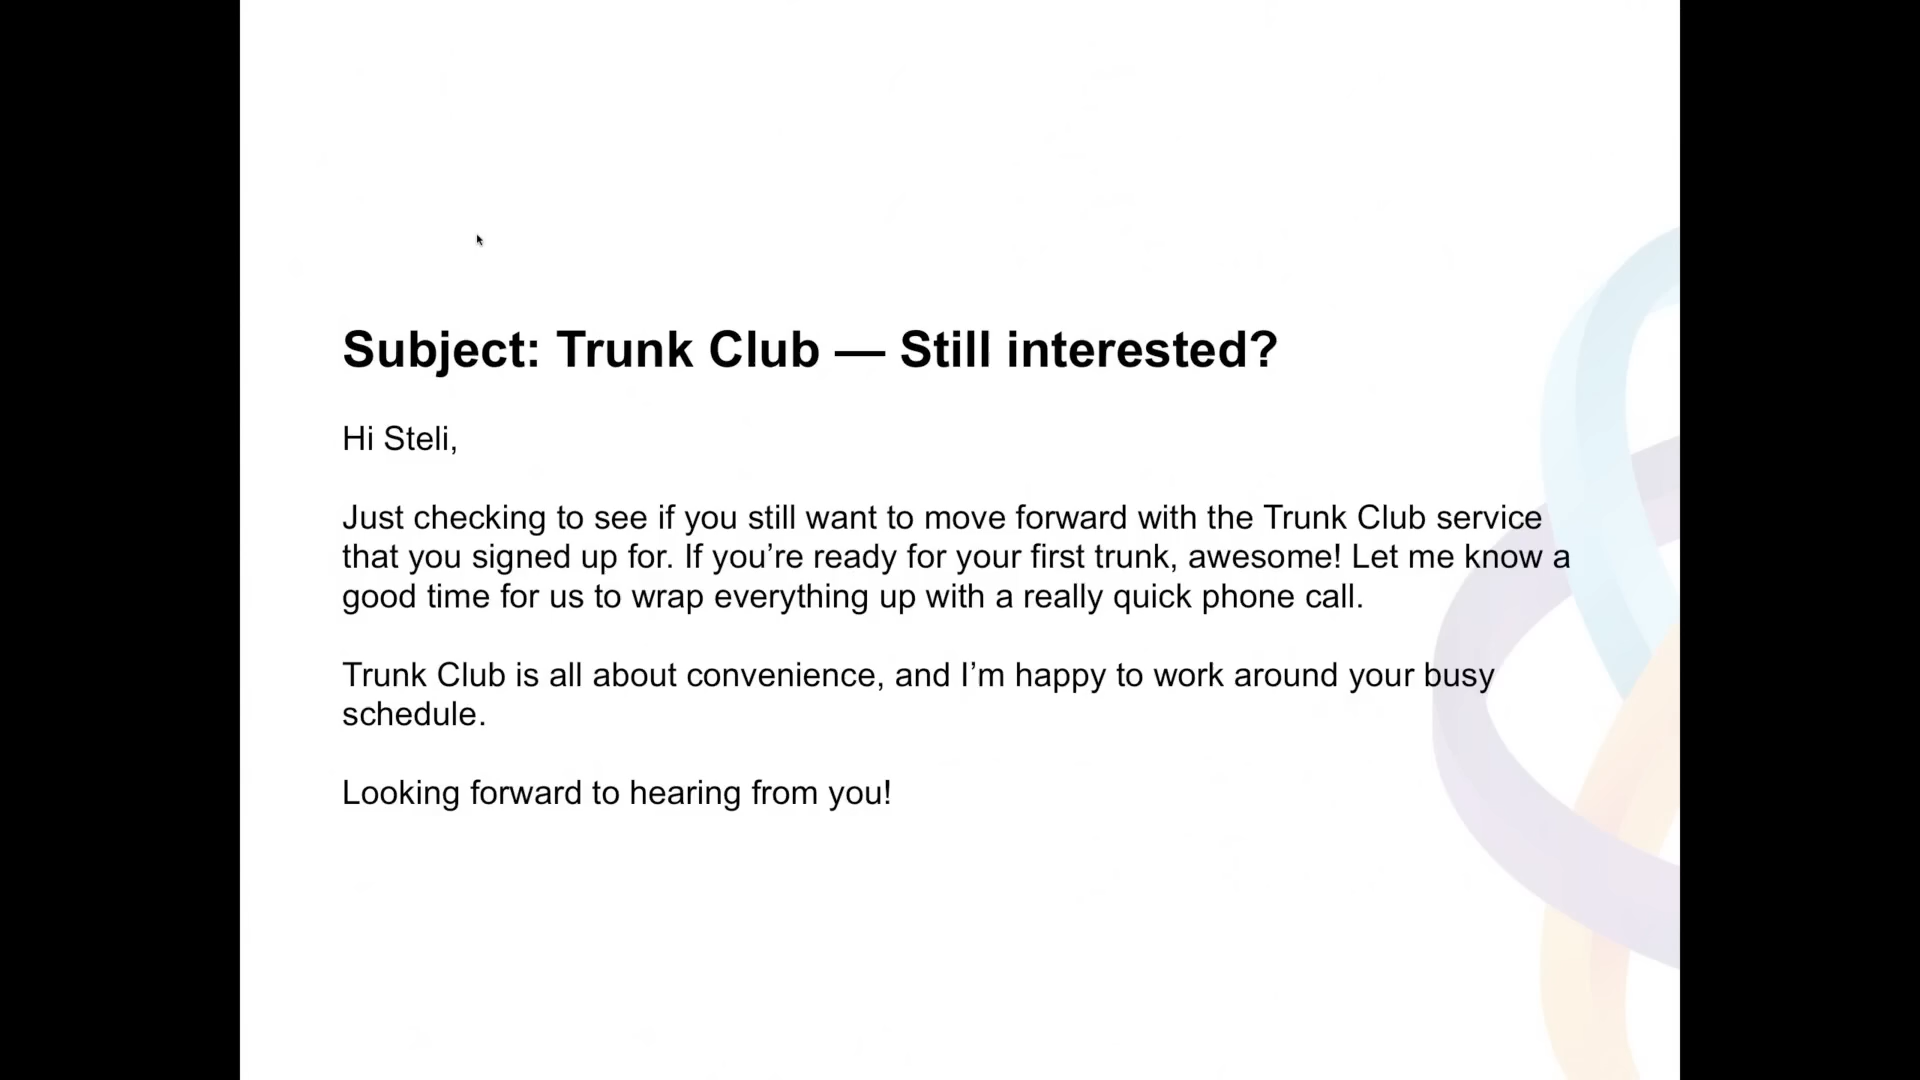 Subject: Trunk Club — Still interested?
Hi Steli,
Just checking to see if you still want to move forward with the Trunk Club service
that you signed up for. If you’re ready for your first trunk, awesome! Let me know a
good time for us to wrap everything up with a really quick phone call.
Trunk Club is all about convenience, and I’m happy to work around your busy
schedule.
Looking forward to hearing from you!